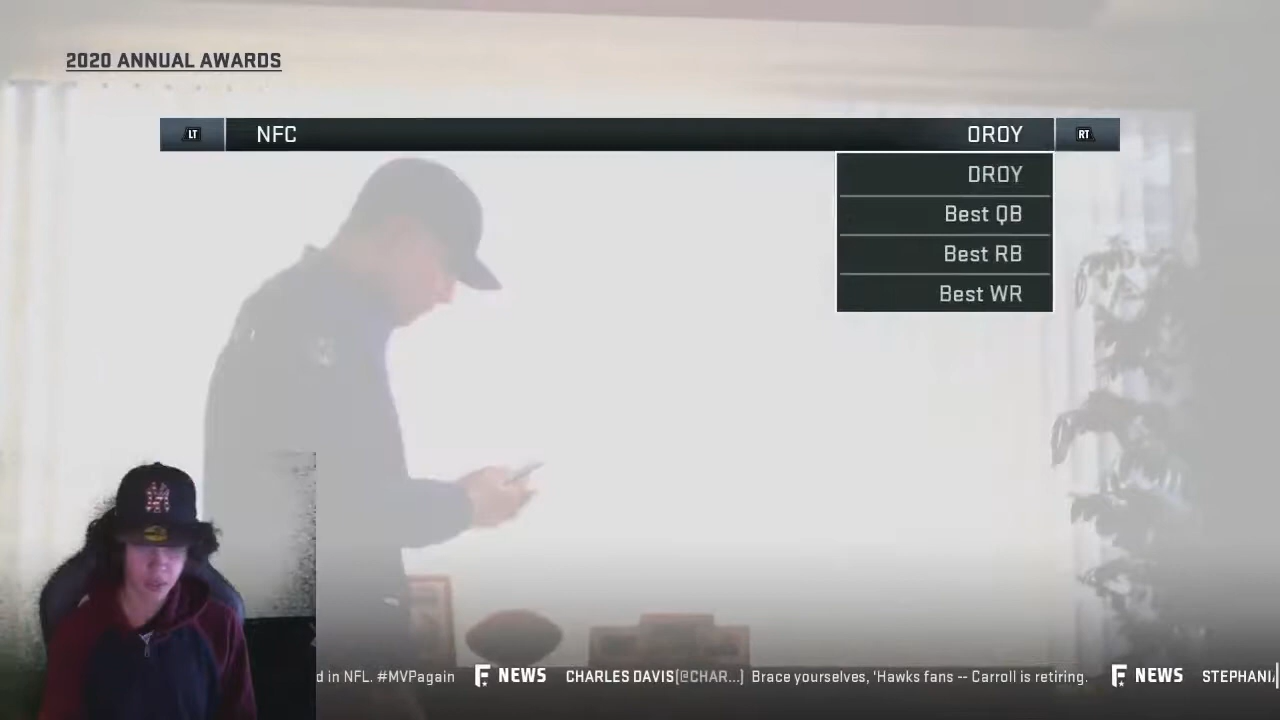 2020 ANNUAL AWARDS
LT NFC OROY RT
DROY
Best QB
Best RB
Best WR
d in NFL. #MVPagain F NEWS CHARLES DAVIS(@CHAR...) Brace yourselves, 'Hawks fans -- Carroll is retiring. F NEWS STEPHANI